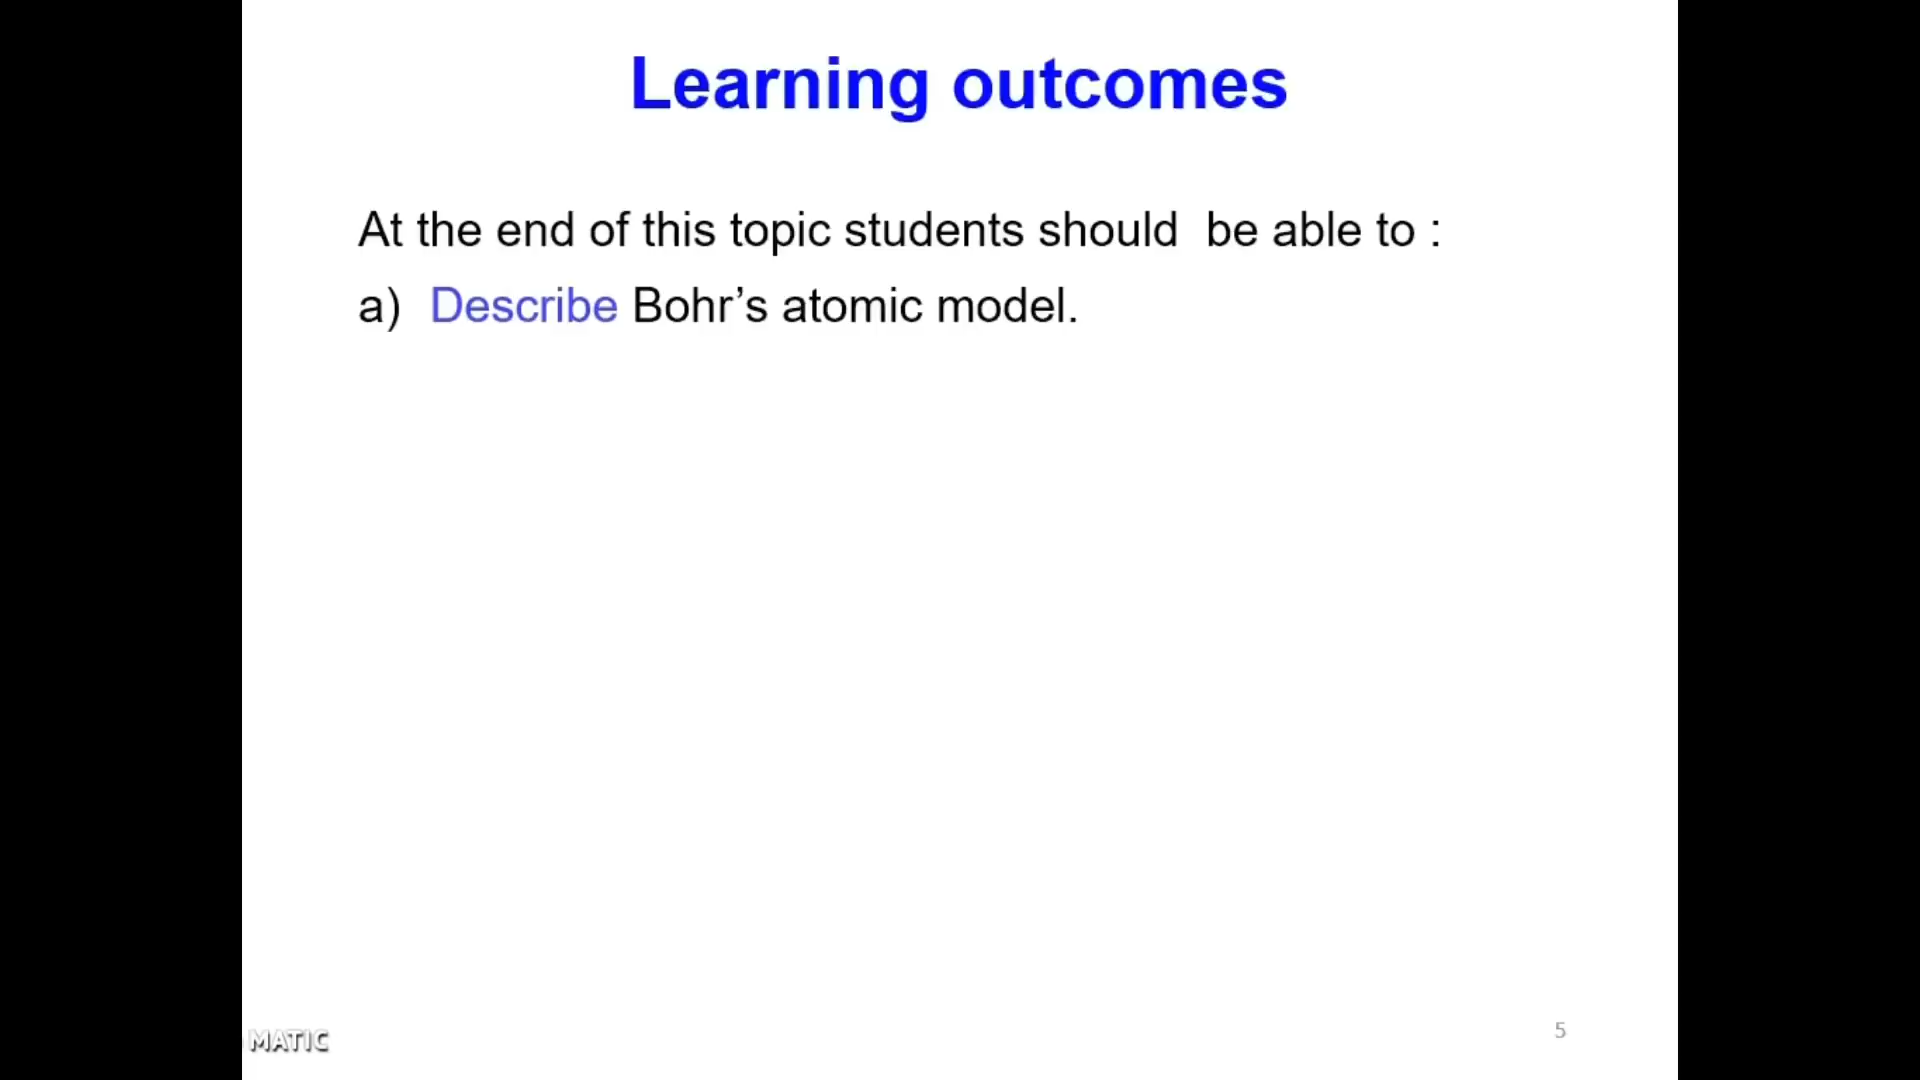 Learning outcomes
At the end of this topic students should  be able to :
a) Describe Bohr’s atomic model.
MATIC
5